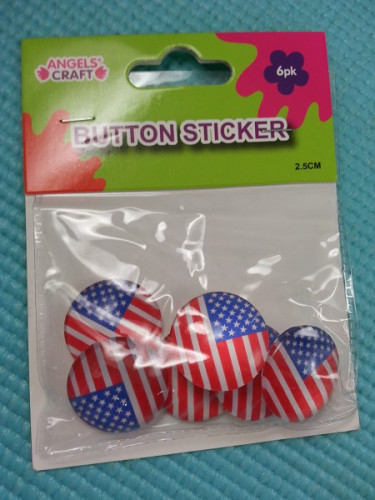 ANGELS'
CRAFT
6pk
BUTTON STICKER
2.5CM